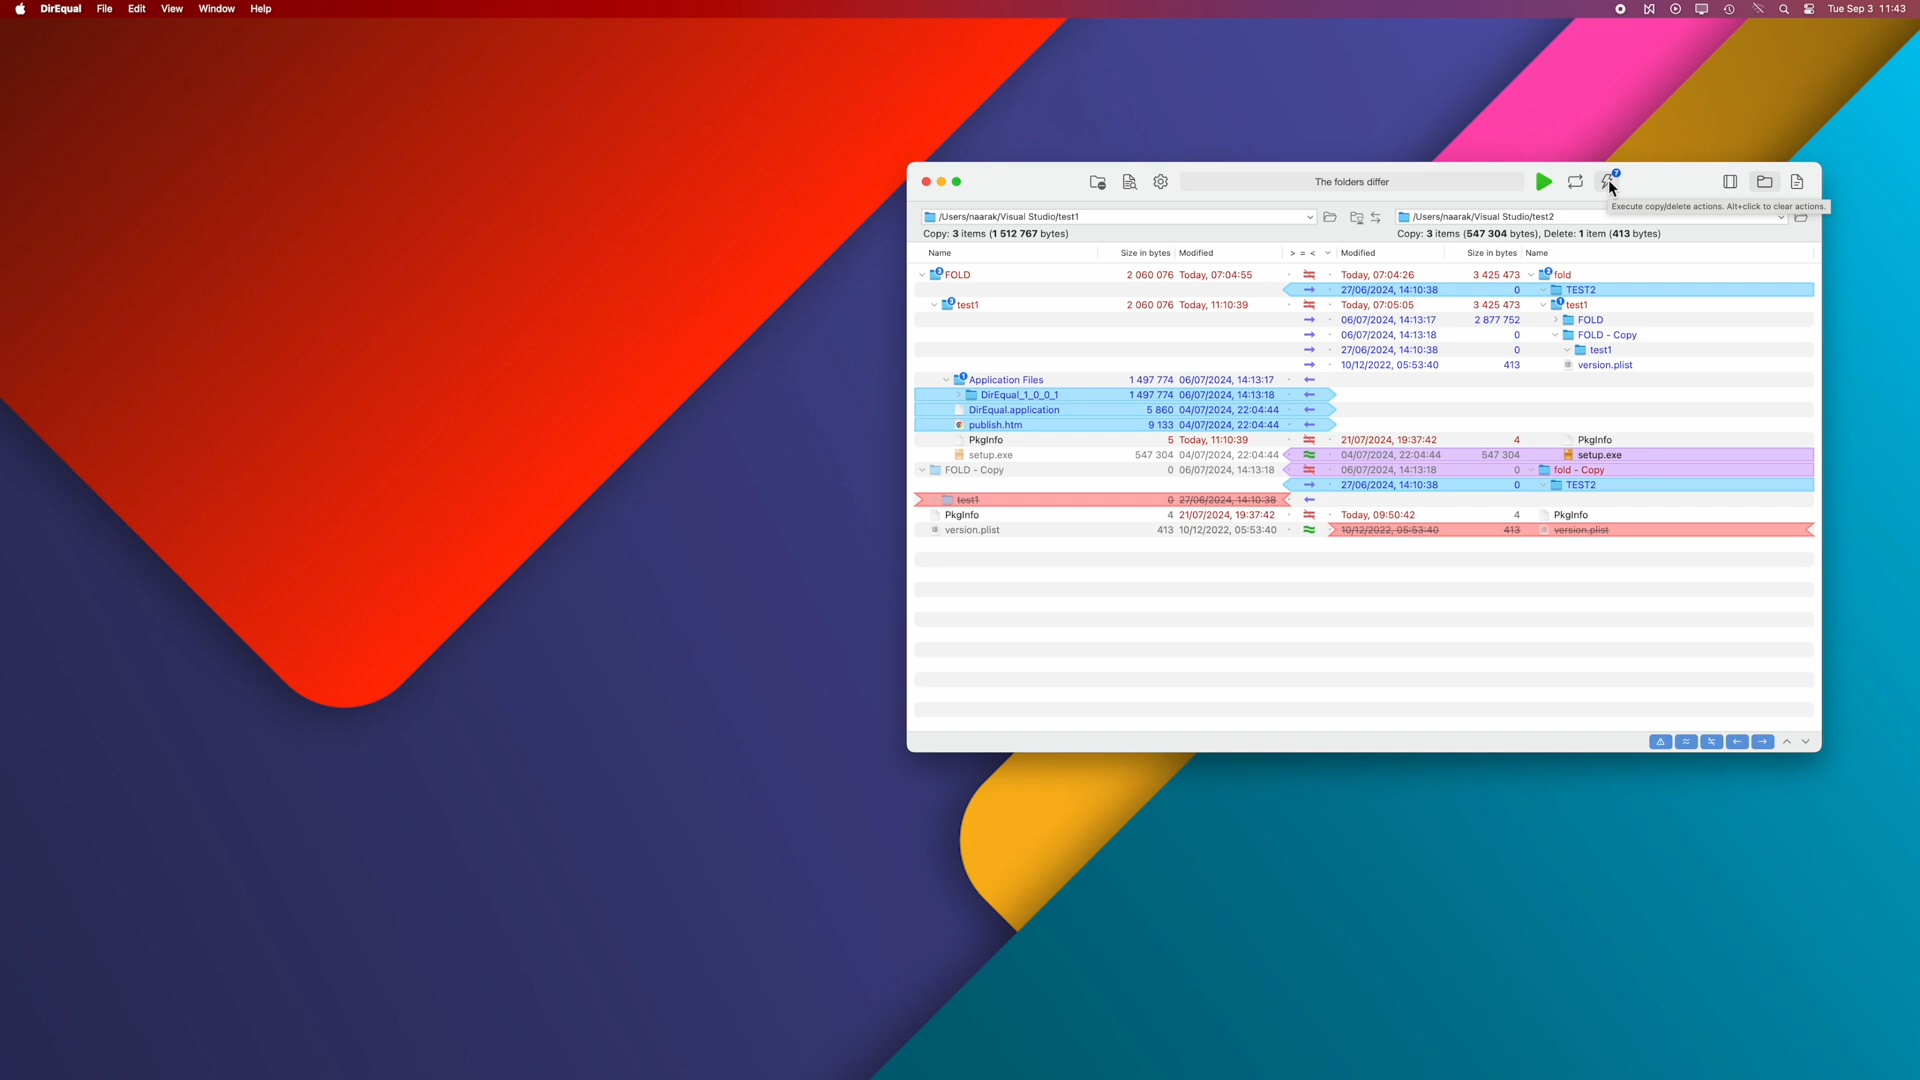 DirEqual File Edit View Window Help Tue Sep 3 11:43
The folders differ 7
Execute copy/delete actions. Alt+click to clear actions.
/Users/naarak/Visual Studio/test1 /Users/naarak/Visual Studio/test2
Copy: 3 items (1 512 767 bytes) Copy: 3 items (547 304 bytes), Delete: 1 item (413 bytes)
Name Size in bytes Modified > = < Modified Size in bytes Name
3 FOLD 2 060 076 Today, 07:04:55 Today, 07:04:26 3 425 473 2 fold
27/06/2024, 14:10:38 0 TEST2
3 test1 2 060 076 Today, 11:10:39 Today, 07:05:05 3 425 473 1 test1
06/07/2024, 14:13:17 2 877 752 FOLD
06/07/2024, 14:13:18 0 FOLD - Copy
27/06/2024, 14:10:38 0 test1
10/12/2022, 05:53:40 413 version.plist
1 Application Files 1 497 774 06/07/2024, 14:13:17
DirEqual_1_0_0_1 1 497 774 06/07/2024, 14:13:18
DirEqual.application 5 860 04/07/2024, 22:04:44
publish.htm 9 133 04/07/2024, 22:04:44
PkgInfo 5 Today, 11:10:39 21/07/2024, 19:37:42 4 PkgInfo
setup.exe 547 304 04/07/2024, 22:04:44 04/07/2024, 22:04:44 547 304 setup.exe
FOLD - Copy 0 06/07/2024, 14:13:18 06/07/2024, 14:13:18 0 fold - Copy
27/06/2024, 14:10:38 0 TEST2
test1 0 27/06/2024, 14:10:38
PkgInfo 4 21/07/2024, 19:37:42 Today, 09:50:42 4 PkgInfo
version.plist 413 10/12/2022, 05:53:40 10/12/2022, 05:53:40 413 version.plist